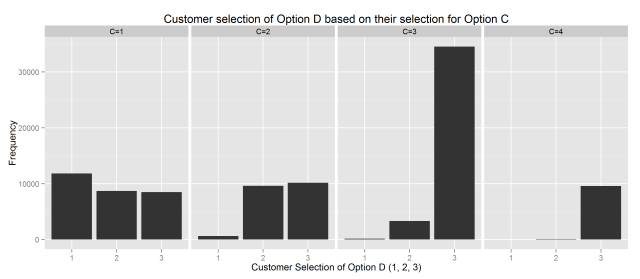 Customer selection of Option D based on their selection for Option C
C=1 C=2 C=3 C=4
Frequency
30000
20000
10000
0
1 2 3 1 2 3 1 2 3 1 2 3
Customer Selection of Option D (1, 2, 3)